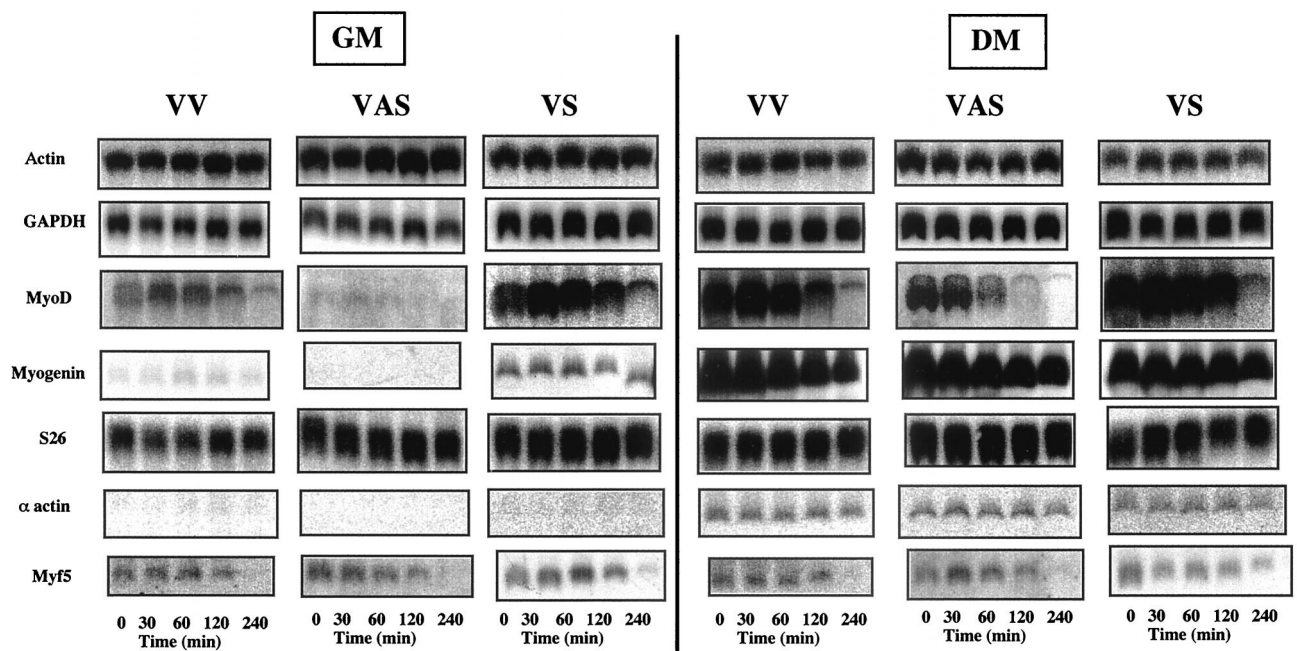 GM DM
VV VAS VS VV VAS VS
Actin
GAPDH
MyoD
Myogenin
S26
α actin
Myf5
0 30 60 120 240 0 30 60 120 240 0 30 60 120 240 0 30 60 120 240 0 30 60 120 240 0 30 60 120 240
Time (min) Time (min) Time (min) Time (min) Time (min) Time (min)